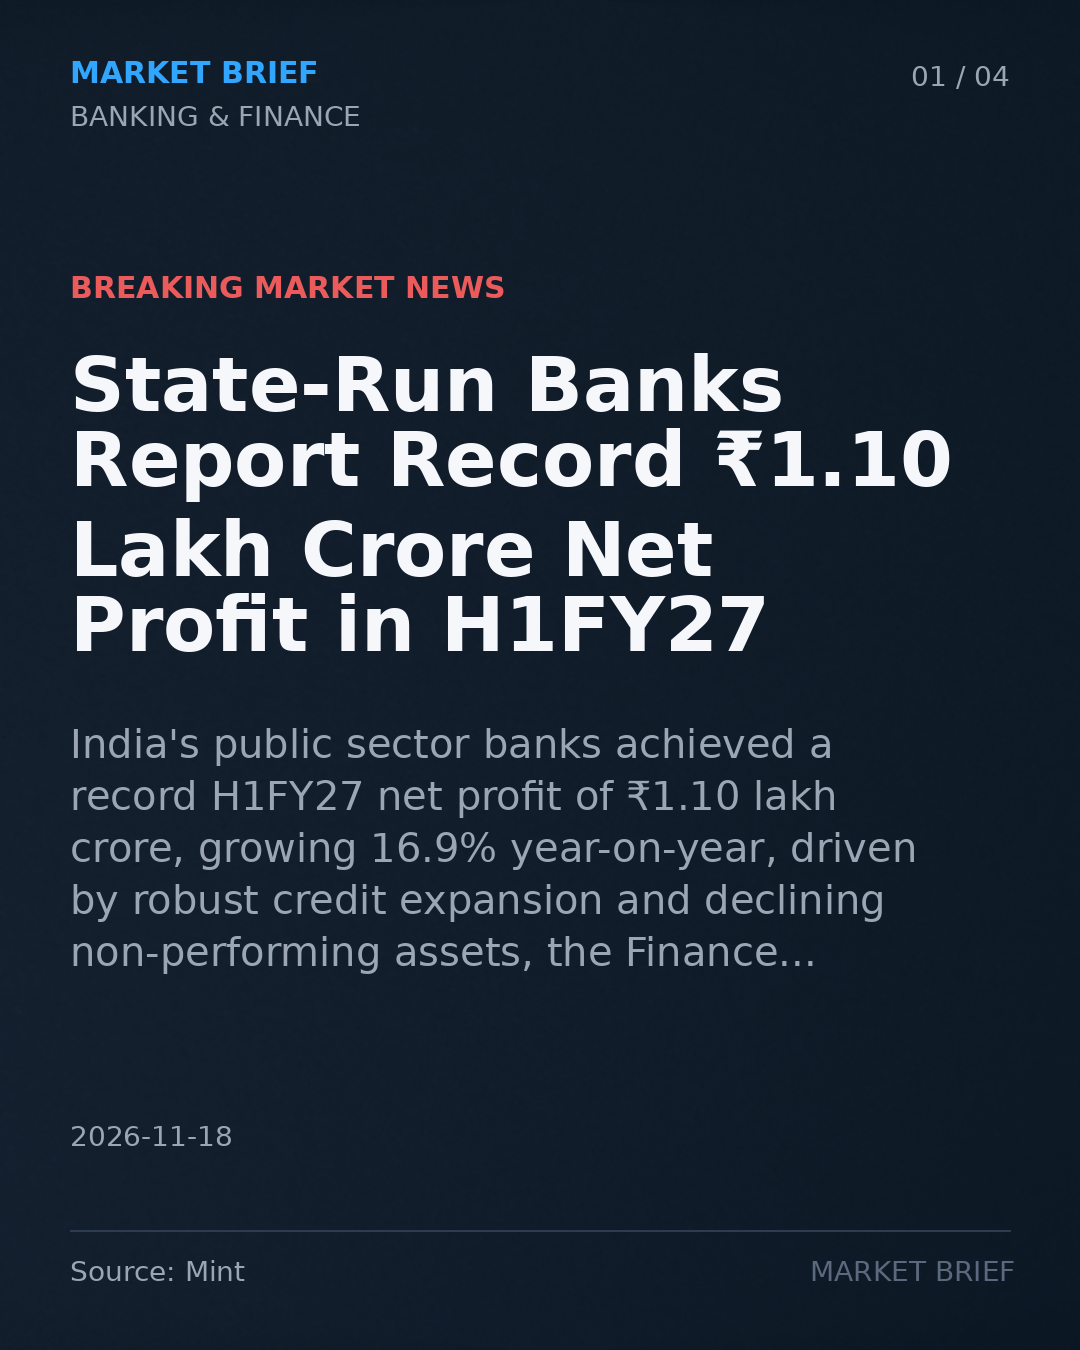 MARKET BRIEF
01 / 04
BANKING & FINANCE
BREAKING MARKET NEWS
State-Run Banks
Report Record ₹1.10
Lakh Crore Net
Profit in H1FY27
India's public sector banks achieved a
record H1FY27 net profit of ₹1.10 lakh
crore, growing 16.9% year-on-year, driven
by robust credit expansion and declining
non-performing assets, the Finance...
2026-11-18
Source: Mint
MARKET BRIEF